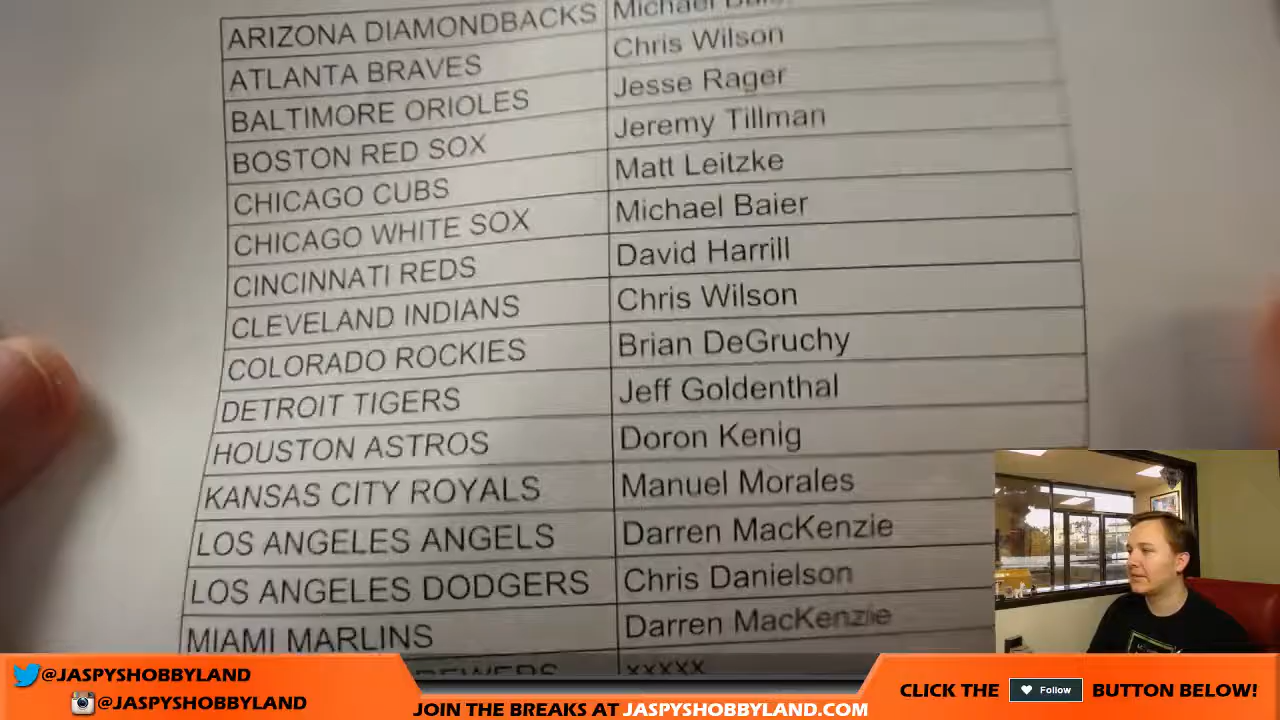 ARIZONA DIAMONDBACKS Michael
ATLANTA BRAVES Chris Wilson
BALTIMORE ORIOLES Jesse Rager
BOSTON RED SOX Jeremy Tillman
CHICAGO CUBS Matt Leitzke
CHICAGO WHITE SOX Michael Baier
CINCINNATI REDS David Harrill
CLEVELAND INDIANS Chris Wilson
COLORADO ROCKIES Brian DeGruchy
DETROIT TIGERS Jeff Goldenthal
HOUSTON ASTROS Doron Kenig
KANSAS CITY ROYALS Manuel Morales
LOS ANGELES ANGELS Darren MacKenzie
LOS ANGELES DODGERS Chris Danielson
MIAMI MARLINS Darren MacKenzie
xxxxx
@JASPYSHOBBYLAND
@JASPYSHOBBYLAND
JOIN THE BREAKS AT JASPYSHOBBYLAND.COM
CLICK THE Follow BUTTON BELOW!